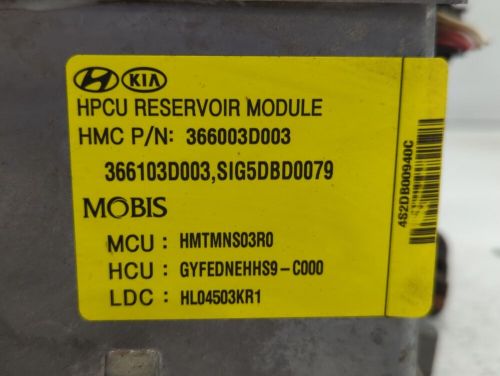 KIA
HPCU RESERVOIR MODULE
HMC P/N: 366003D003
366103D003,SIG5DBD0079
MOBIS
MCU : HMTMNS03R0
HCU : GYFEDNEHHS9-C000
LDC : HL04503KR1
4S2DB00940C